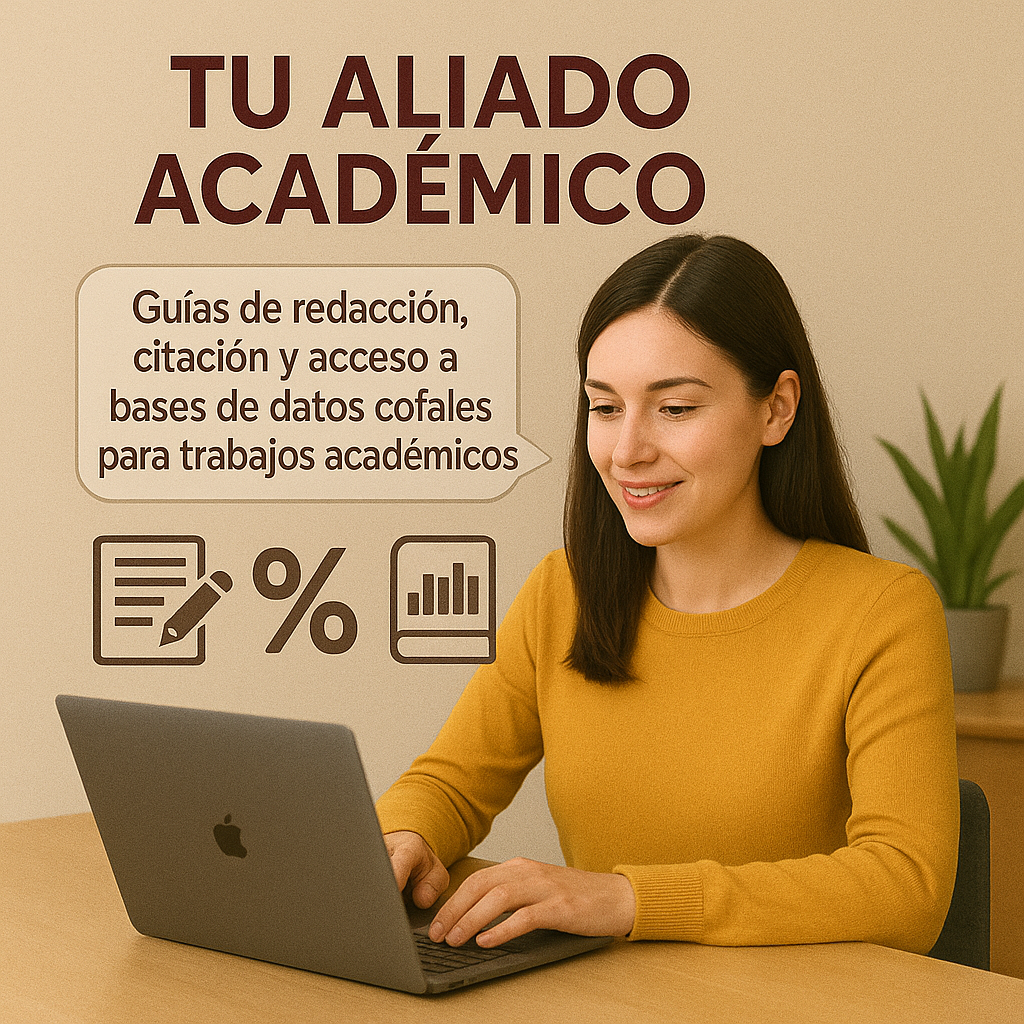 TU ALIADO
ACADÉMICO
Guías de redacción,
citación y acceso a
bases de datos cofales
para trabajos académicos
%